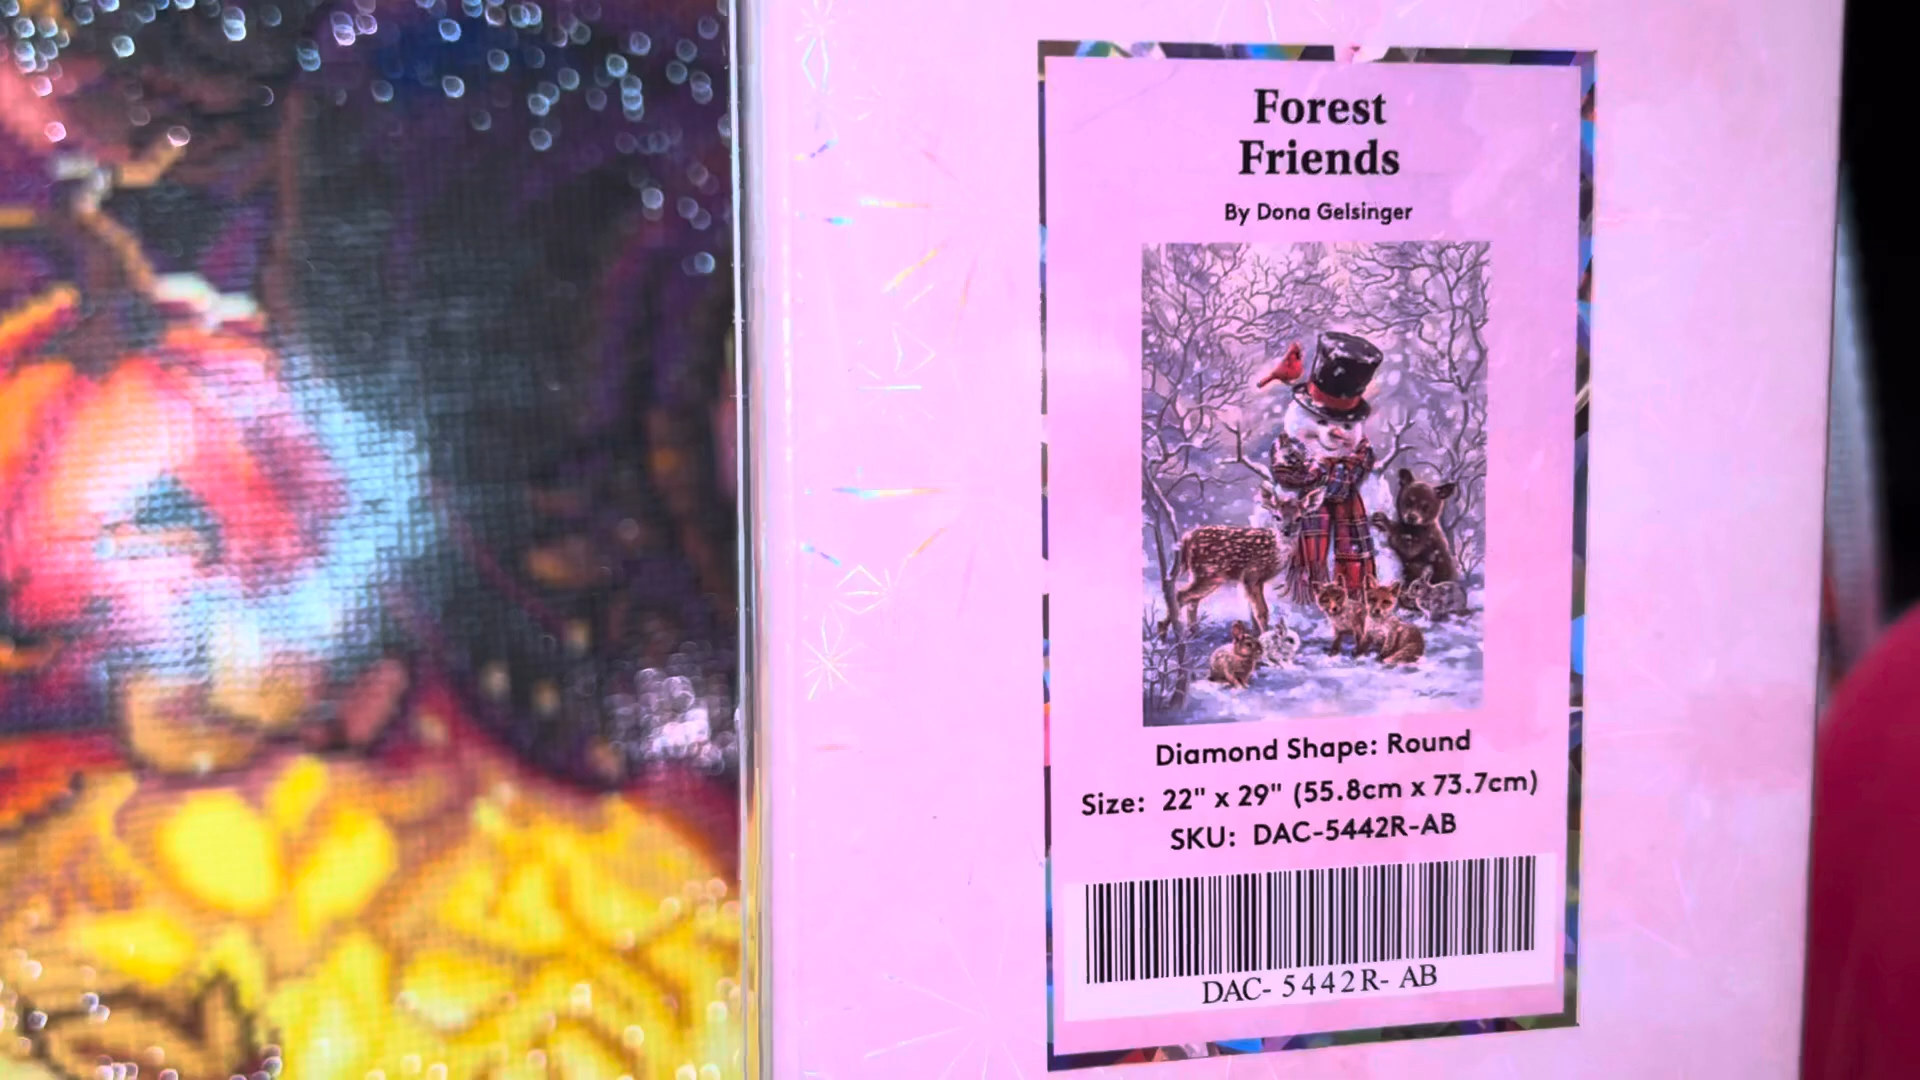 Forest
Friends
By Dona Gelsinger
Diamond Shape: Round
Size: 22" x 29" (55.8cm x 73.7cm)
SKU: DAC-5442R-AB
DAC- 5442R- AB